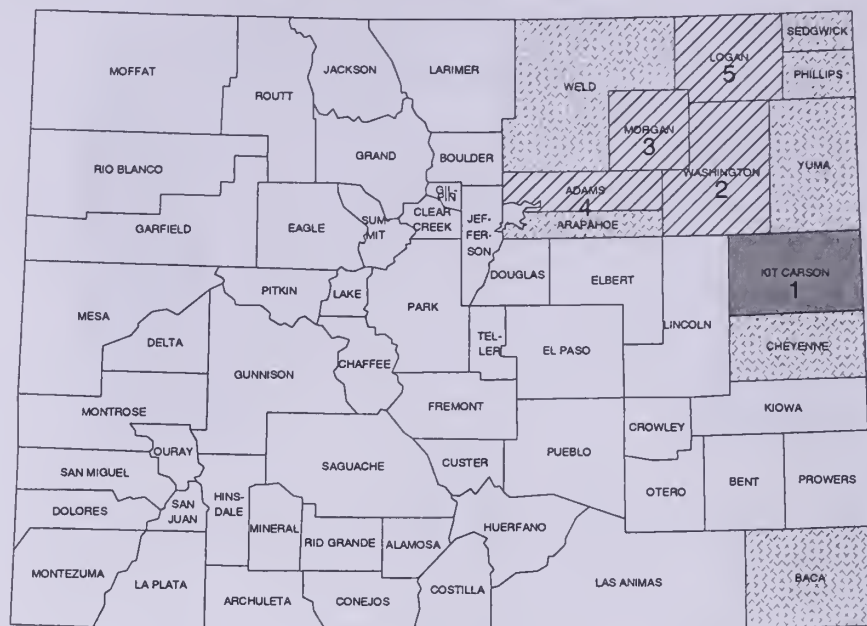 MOFFAT
ROUTT
JACKSON
LARIMER
WELD
LOGAN
5
SEDGWICK
PHILLIPS
RIO BLANCO
GRAND
BOULDER
MORGAN
3
WASHINGTON
2
YUMA
GARFIELD
EAGLE
SUM-
MIT
GIL-
PIN
CLEAR
CREEK
JEF-
FER-
SON
ADAMS
4
ARAPAHOE
DOUGLAS
ELBERT
KIT CARSON
1
MESA
PITKIN
LAKE
PARK
LINCOLN
DELTA
GUNNISON
CHAFFEE
TEL-
LER
EL PASO
CHEYENNE
MONTROSE
FREMONT
CROWLEY
KIOWA
OURAY
SAN MIGUEL
SAGUACHE
CUSTER
PUEBLO
OTERO
BENT
PROWERS
DOLORES
SAN
JUAN
HINS-
DALE
MINERAL
RID GRANDE
ALAMOSA
HUERFANO
MONTEZUMA
LA PLATA
ARCHULETA
CONEJOS
COSTILLA
LAS ANIMAS
BACA